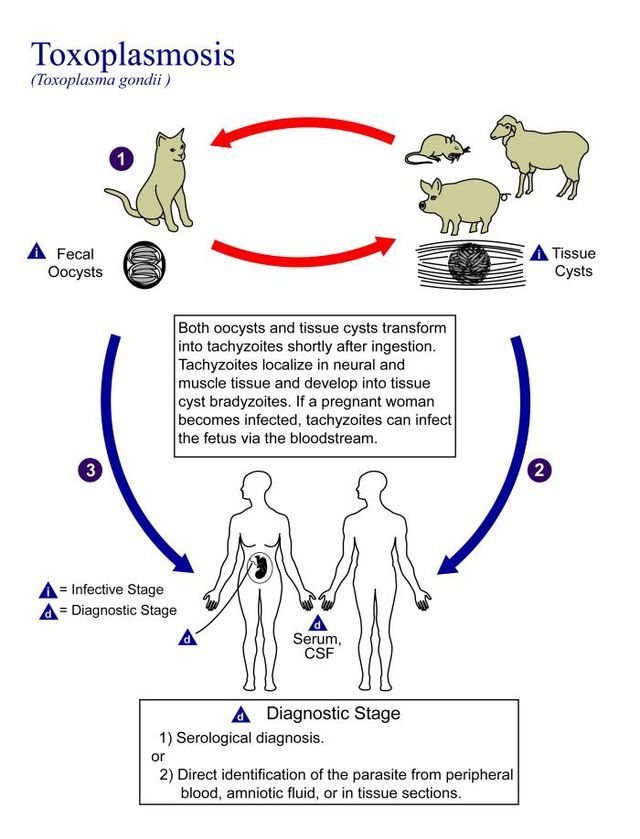 Toxoplasmosis
(Toxoplasma gondii )
1
i Fecal
Oocysts
i Tissue
Cysts
Both oocysts and tissue cysts transform
into tachyzoites shortly after ingestion.
Tachyzoites localize in neural and
muscle tissue and develop into tissue
cyst bradyzoites. If a pregnant woman
becomes infected, tachyzoites can infect
the fetus via the bloodstream.
3
2
i = Infective Stage
d = Diagnostic Stage
d
d
Serum,
CSF
d Diagnostic Stage
1) Serological diagnosis.
or
2) Direct identification of the parasite from peripheral
blood, amniotic fluid, or in tissue sections.